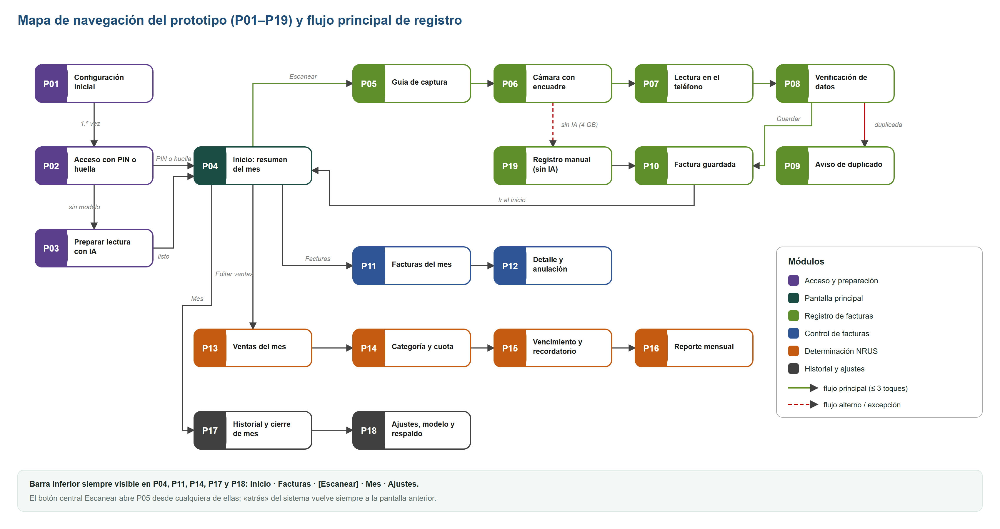 Mapa de navegación del prototipo (P01–P19) y flujo principal de registro
P01
Configuración
inicial
Escanear
P05
Guía de captura
P06
Cámara con
encuadre
P07
Lectura en el
teléfono
P08
Verificación de
datos
1.ª vez
sin IA (4 GB)
Guardar
duplicada
P02
Acceso con PIN o
huella
PIN o huella
P04
Inicio: resumen
del mes
P19
Registro manual
(sin IA)
P10
Factura guardada
P09
Aviso de duplicado
sin modelo
Ir al inicio
P03
Preparar lectura
con IA
listo
Facturas
P11
Facturas del mes
P12
Detalle y
anulación
Editar ventas
Mes
P13
Ventas del mes
P14
Categoría y cuota
P15
Vencimiento y
recordatorio
P16
Reporte mensual
P17
Historial y cierre
de mes
P18
Ajustes, modelo y
respaldo
Módulos
Acceso y preparación
Pantalla principal
Registro de facturas
Control de facturas
Determinación NRUS
Historial y ajustes
flujo principal (≤ 3 toques)
flujo alterno / excepción
Barra inferior siempre visible en P04, P11, P14, P17 y P18: Inicio · Facturas · [Escanear] · Mes · Ajustes.
El botón central Escanear abre P05 desde cualquiera de ellas; «atrás» del sistema vuelve siempre a la pantalla anterior.